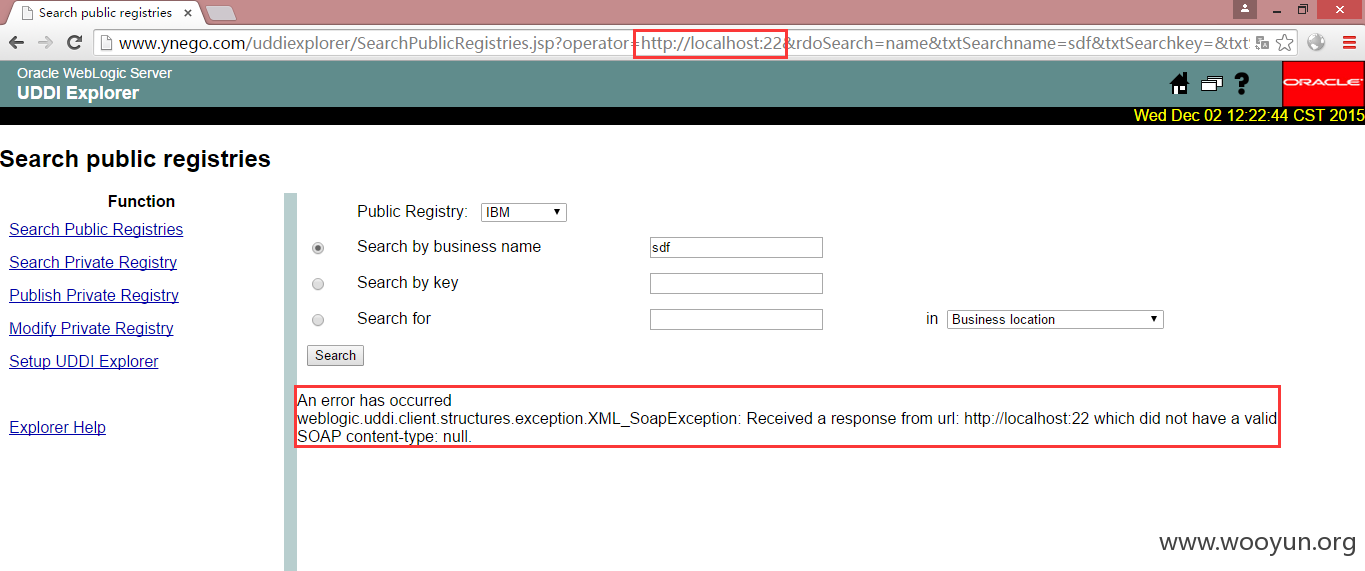 Search public registries
www.ynego.com/uddiexplorer/SearchPublicRegistries.jsp?operator=http://localhost:22&rdoSearch=name&txtSearchname=sdf&txtSearchkey=&txt
Oracle WebLogic Server
UDDI Explorer
ORACLE
Wed Dec 02 12:22:44 CST 2015
Search public registries
Function
Search Public Registries
Search Private Registry
Publish Private Registry
Modify Private Registry
Setup UDDI Explorer
Explorer Help
Public Registry: IBM
Search by business name sdf
Search by key
Search for in Business location
Search
An error has occurred
weblogic.uddi.client.structures.exception.XML_SoapException: Received a response from url: http://localhost:22 which did not have a valid
SOAP content-type: null.
www.wooyun.org